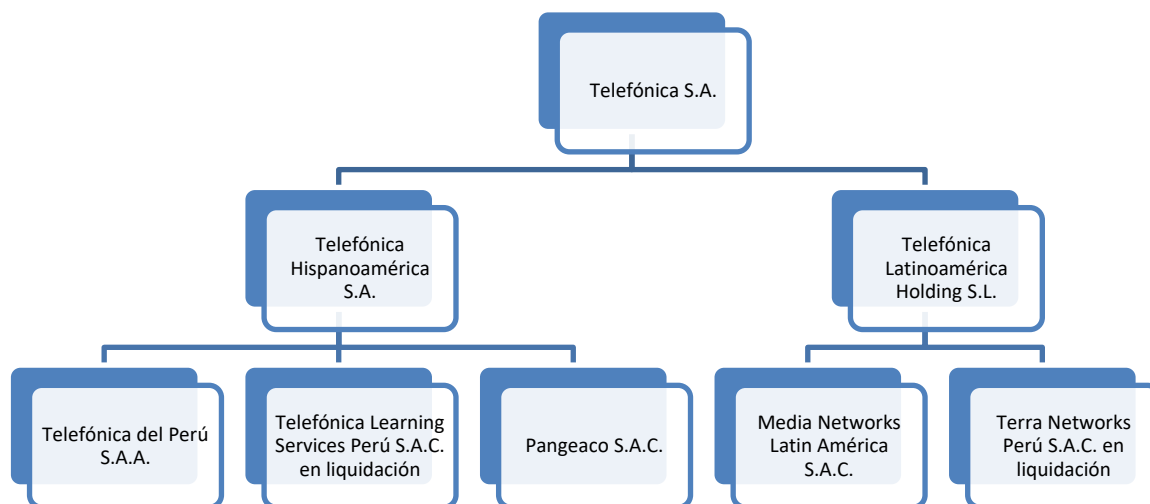 Telefónica S.A.
Telefónica
Hispanoamérica
S.A.
Telefónica
Latinoamérica
Holding S.L.
Telefónica del Perú
S.A.A.
Telefónica Learning
Services Perú S.A.C.
en liquidación
Pangeaco S.A.C.
Media Networks
Latin América
S.A.C.
Terra Networks
Perú S.A.C. en
liquidación